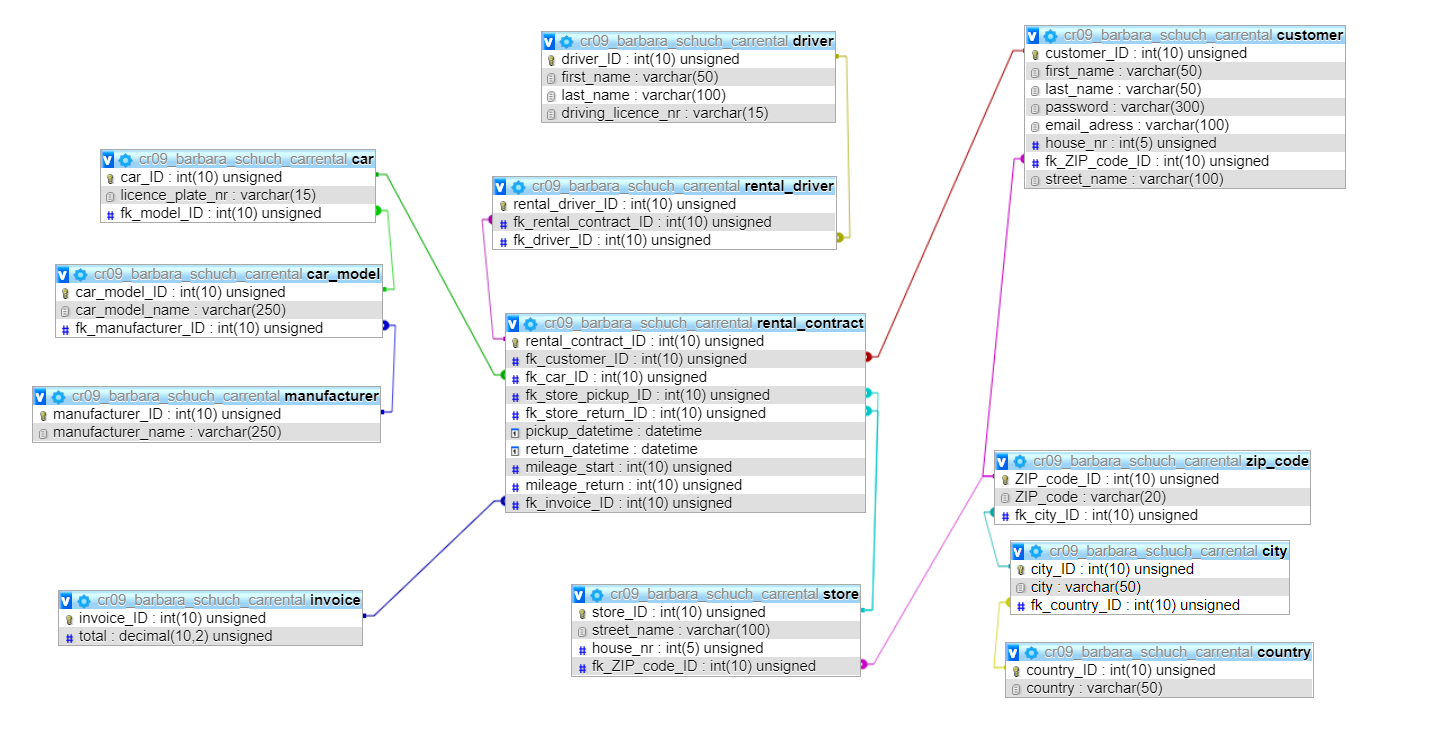 cr09_barbara_schuch_carrental driver
driver_ID : int(10) unsigned
first_name : varchar(50)
last_name : varchar(100)
driving_licence_nr : varchar(15)
cr09_barbara_schuch_carrental customer
customer_ID : int(10) unsigned
first_name : varchar(50)
last_name : varchar(50)
password : varchar(300)
email_adress : varchar(100)
house_nr : int(5) unsigned
fk_ZIP_code_ID : int(10) unsigned
street_name : varchar(100)
cr09_barbara_schuch_carrental car
car_ID : int(10) unsigned
licence_plate_nr : varchar(15)
fk_model_ID : int(10) unsigned
cr09_barbara_schuch_carrental rental_driver
rental_driver_ID : int(10) unsigned
fk_rental_contract_ID : int(10) unsigned
fk_driver_ID : int(10) unsigned
cr09_barbara_schuch_carrental car_model
car_model_ID : int(10) unsigned
car_model_name : varchar(250)
fk_manufacturer_ID : int(10) unsigned
cr09_barbara_schuch_carrental rental_contract
rental_contract_ID : int(10) unsigned
fk_customer_ID : int(10) unsigned
fk_car_ID : int(10) unsigned
fk_store_pickup_ID : int(10) unsigned
fk_store_return_ID : int(10) unsigned
pickup_datetime : datetime
return_datetime : datetime
mileage_start : int(10) unsigned
mileage_return : int(10) unsigned
fk_invoice_ID : int(10) unsigned
cr09_barbara_schuch_carrental manufacturer
manufacturer_ID : int(10) unsigned
manufacturer_name : varchar(250)
cr09_barbara_schuch_carrental zip_code
ZIP_code_ID : int(10) unsigned
ZIP_code : varchar(20)
fk_city_ID : int(10) unsigned
cr09_barbara_schuch_carrental city
city_ID : int(10) unsigned
city : varchar(50)
fk_country_ID : int(10) unsigned
cr09_barbara_schuch_carrental invoice
invoice_ID : int(10) unsigned
total : decimal(10,2) unsigned
cr09_barbara_schuch_carrental store
store_ID : int(10) unsigned
street_name : varchar(100)
house_nr : int(5) unsigned
fk_ZIP_code_ID : int(10) unsigned
cr09_barbara_schuch_carrental country
country_ID : int(10) unsigned
country : varchar(50)